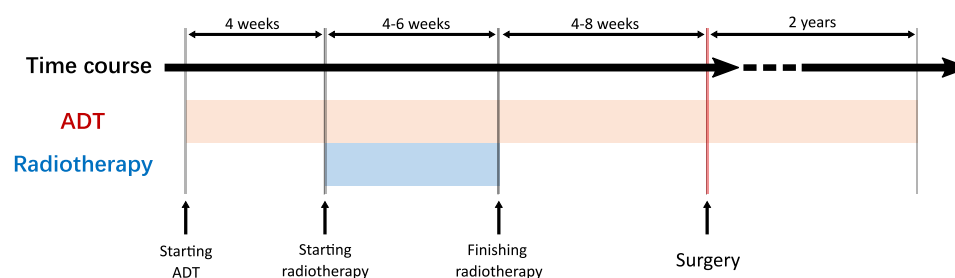 4 weeks
4-6 weeks
4-8 weeks
2 years
Time course
ADT
Radiotherapy
Starting
ADT
Starting
radiotherapy
Finishing
radiotherapy
Surgery